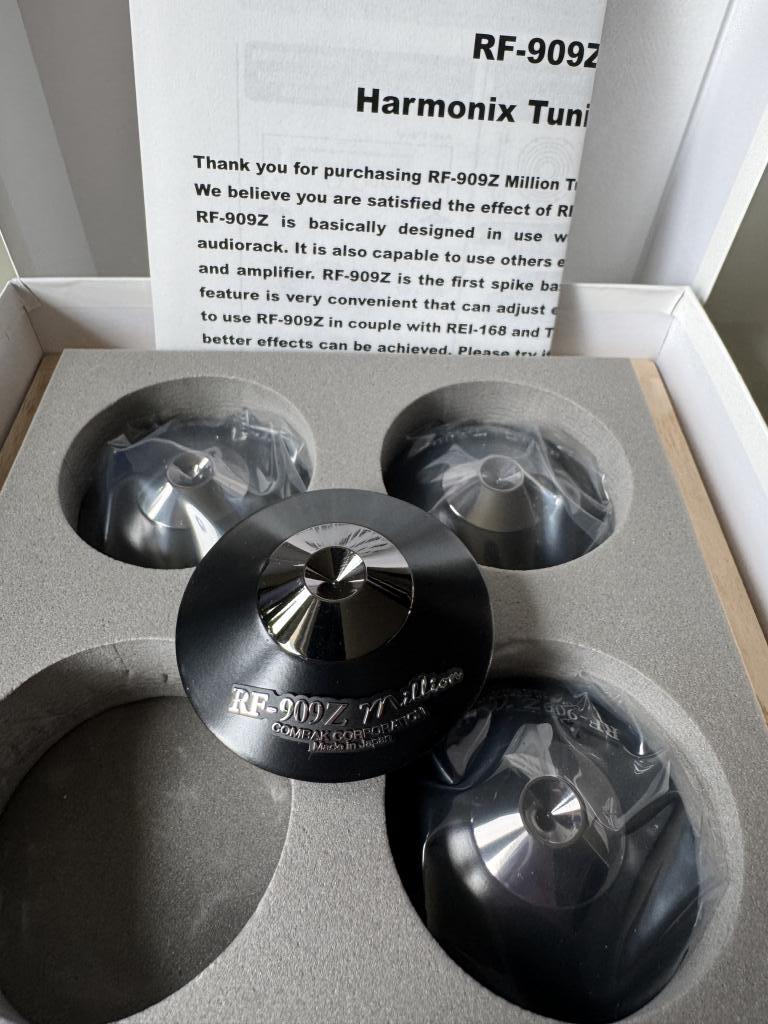 RF-909Z
Harmonix Tuni
Thank you for purchasing RF-909Z Million T
We believe you are satisfied the effect of R
RF-909Z is basically designed in use w
audiorack. It is also capable to use others e
and amplifier. RF-909Z is the first spike ba
feature is very convenient that can adjust e
to use RF-909Z in couple with REI-168 and T
better effects can be achieved. Please try i
RF-909Z Million
COMBAK CORPORATION
Made in Japan
RF-909Z